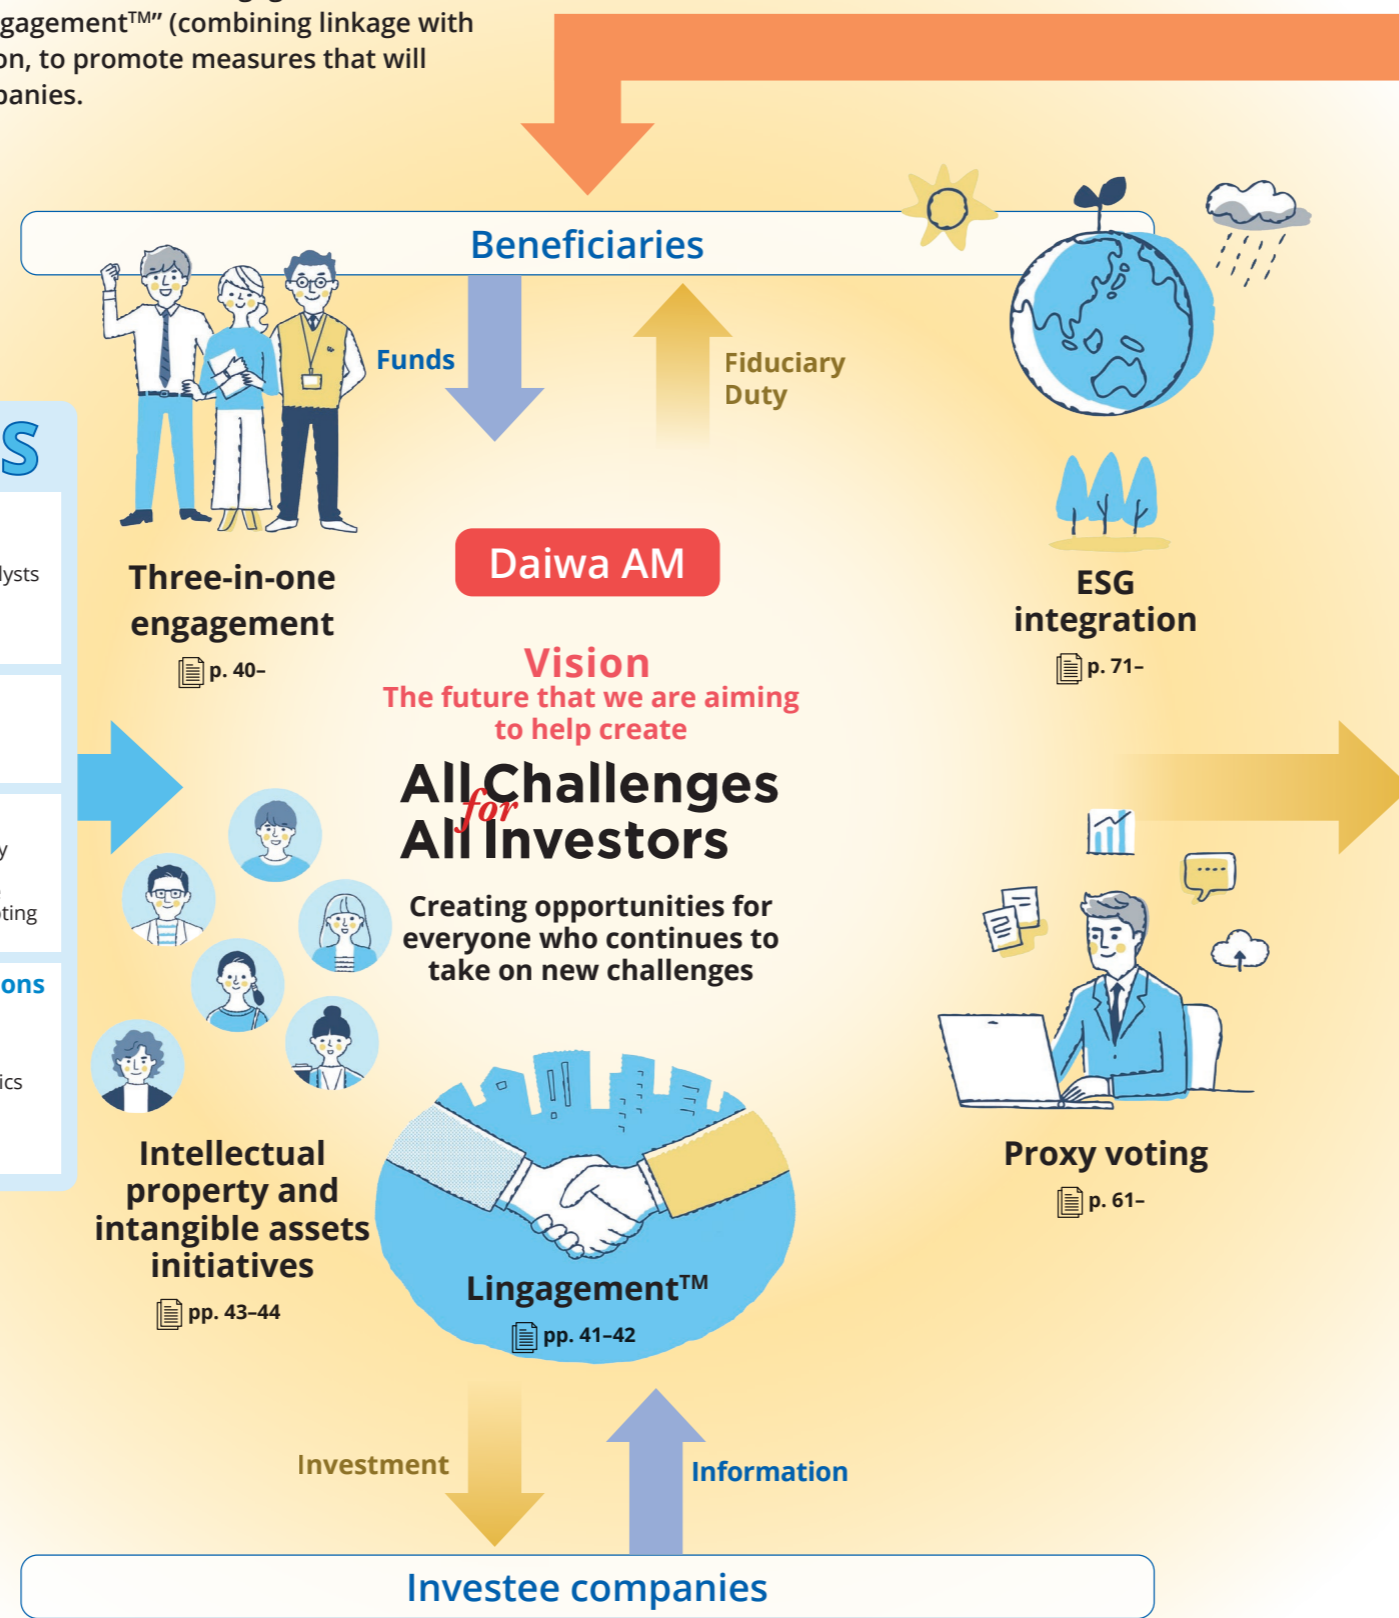 gagement™” (combining linkage with
on, to promote measures that will
panies.
Beneficiaries
Funds
Fiduciary
Duty
S
lysts
y
ting
ons
ics
Three-in-one
engagement
p. 40–
Daiwa AM
ESG
integration
p. 71–
Vision
The future that we are aiming
to help create
All Challenges
for
All Investors
Creating opportunities for
everyone who continues to
take on new challenges
Intellectual
property and
intangible assets
initiatives
pp. 43–44
Lingagement™
pp. 41–42
Proxy voting
p. 61–
Investment
Information
Investee companies